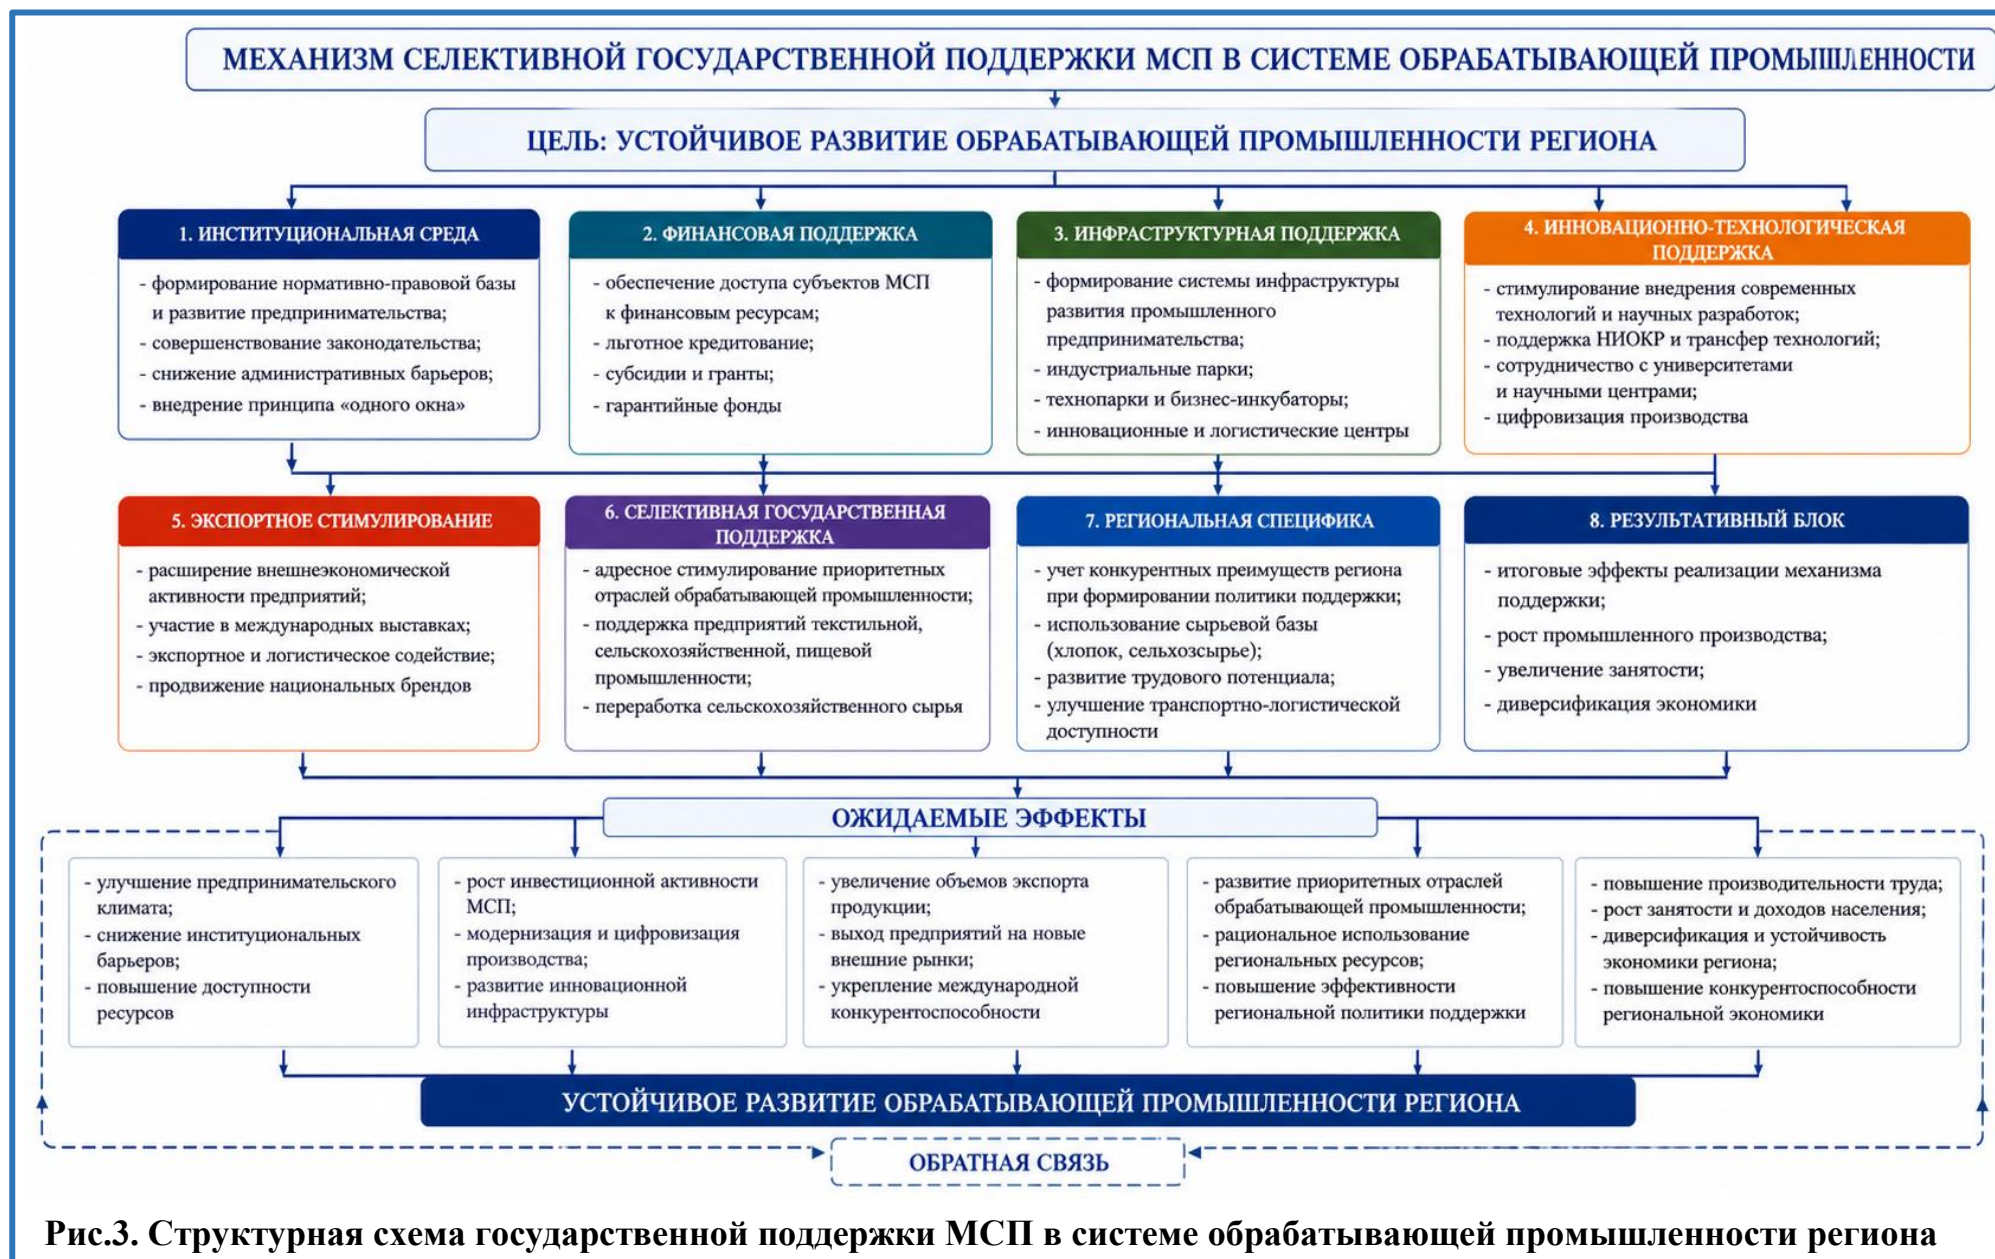 МЕХАНИЗМ СЕЛЕКТИВНОЙ ГОСУДАРСТВЕННОЙ ПОДДЕРЖКИ МСП В СИСТЕМЕ ОБРАБАТЫВАЮЩЕЙ ПРОМЫШЛЕННОСТИ
ЦЕЛЬ: УСТОЙЧИВОЕ РАЗВИТИЕ ОБРАБАТЫВАЮЩЕЙ ПРОМЫШЛЕННОСТИ РЕГИОНА
1. ИНСТИТУЦИОНАЛЬНАЯ СРЕДА
- формирование нормативно-правовой базы
и развитие предпринимательства;
- совершенствование законодательства;
- снижение административных барьеров;
- внедрение принципа «одного окна»
2. ФИНАНСОВАЯ ПОДДЕРЖКА
- обеспечение доступа субъектов МСП
к финансовым ресурсам;
- льготное кредитование;
- субсидии и гранты;
- гарантийные фонды
3. ИНФРАСТРУКТУРНАЯ ПОДДЕРЖКА
- формирование системы инфраструктуры
развития промышленного
предпринимательства;
- индустриальные парки;
- технопарки и бизнес-инкубаторы;
- инновационные и логистические центры
4. ИННОВАЦИОННО-ТЕХНОЛОГИЧЕСКАЯ
ПОДДЕРЖКА
- стимулирование внедрения современных
технологий и научных разработок;
- поддержка НИОКР и трансфер технологий;
- сотрудничество с университетами
и научными центрами;
- цифровизация производства
5. ЭКСПОРТНОЕ СТИМУЛИРОВАНИЕ
- расширение внешнеэкономической
активности предприятий;
- участие в международных выставках;
- экспортное и логистическое содействие;
- продвижение национальных брендов
6. СЕЛЕКТИВНАЯ ГОСУДАРСТВЕННАЯ
ПОДДЕРЖКА
- адресное стимулирование приоритетных
отраслей обрабатывающей промышленности;
- поддержка предприятий текстильной,
сельскохозяйственной, пищевой
промышленности;
- переработка сельскохозяйственного сырья
7. РЕГИОНАЛЬНАЯ СПЕЦИФИКА
- учет конкурентных преимуществ региона
при формировании политики поддержки;
- использование сырьевой базы
(хлопок, сельхозсырье);
- развитие трудового потенциала;
- улучшение транспортно-логистической
доступности
8. РЕЗУЛЬТАТИВНЫЙ БЛОК
- итоговые эффекты реализации механизма
поддержки;
- рост промышленного производства;
- увеличение занятости;
- диверсификация экономики
ОЖИДАЕМЫЕ ЭФФЕКТЫ
- улучшение предпринимательского
климата;
- снижение институциональных
барьеров;
- повышение доступности
ресурсов
- рост инвестиционной активности
МСП;
- модернизация и цифровизация
производства;
- развитие инновационной
инфраструктуры
- увеличение объемов экспорта
продукции;
- выход предприятий на новые
внешние рынки;
- укрепление международной
конкурентоспособности
- развитие приоритетных отраслей
обрабатывающей промышленности;
- рациональное использование
региональных ресурсов;
- повышение эффективности
региональной политики поддержки
- повышение производительности труда;
- рост занятости и доходов населения;
- диверсификация и устойчивость
экономики региона;
- повышение конкурентоспособности
региональной экономики
УСТОЙЧИВОЕ РАЗВИТИЕ ОБРАБАТЫВАЮЩЕЙ ПРОМЫШЛЕННОСТИ РЕГИОНА
ОБРАТНАЯ СВЯЗЬ
Рис.3. Структурная схема государственной поддержки МСП в системе обрабатывающей промышленности региона